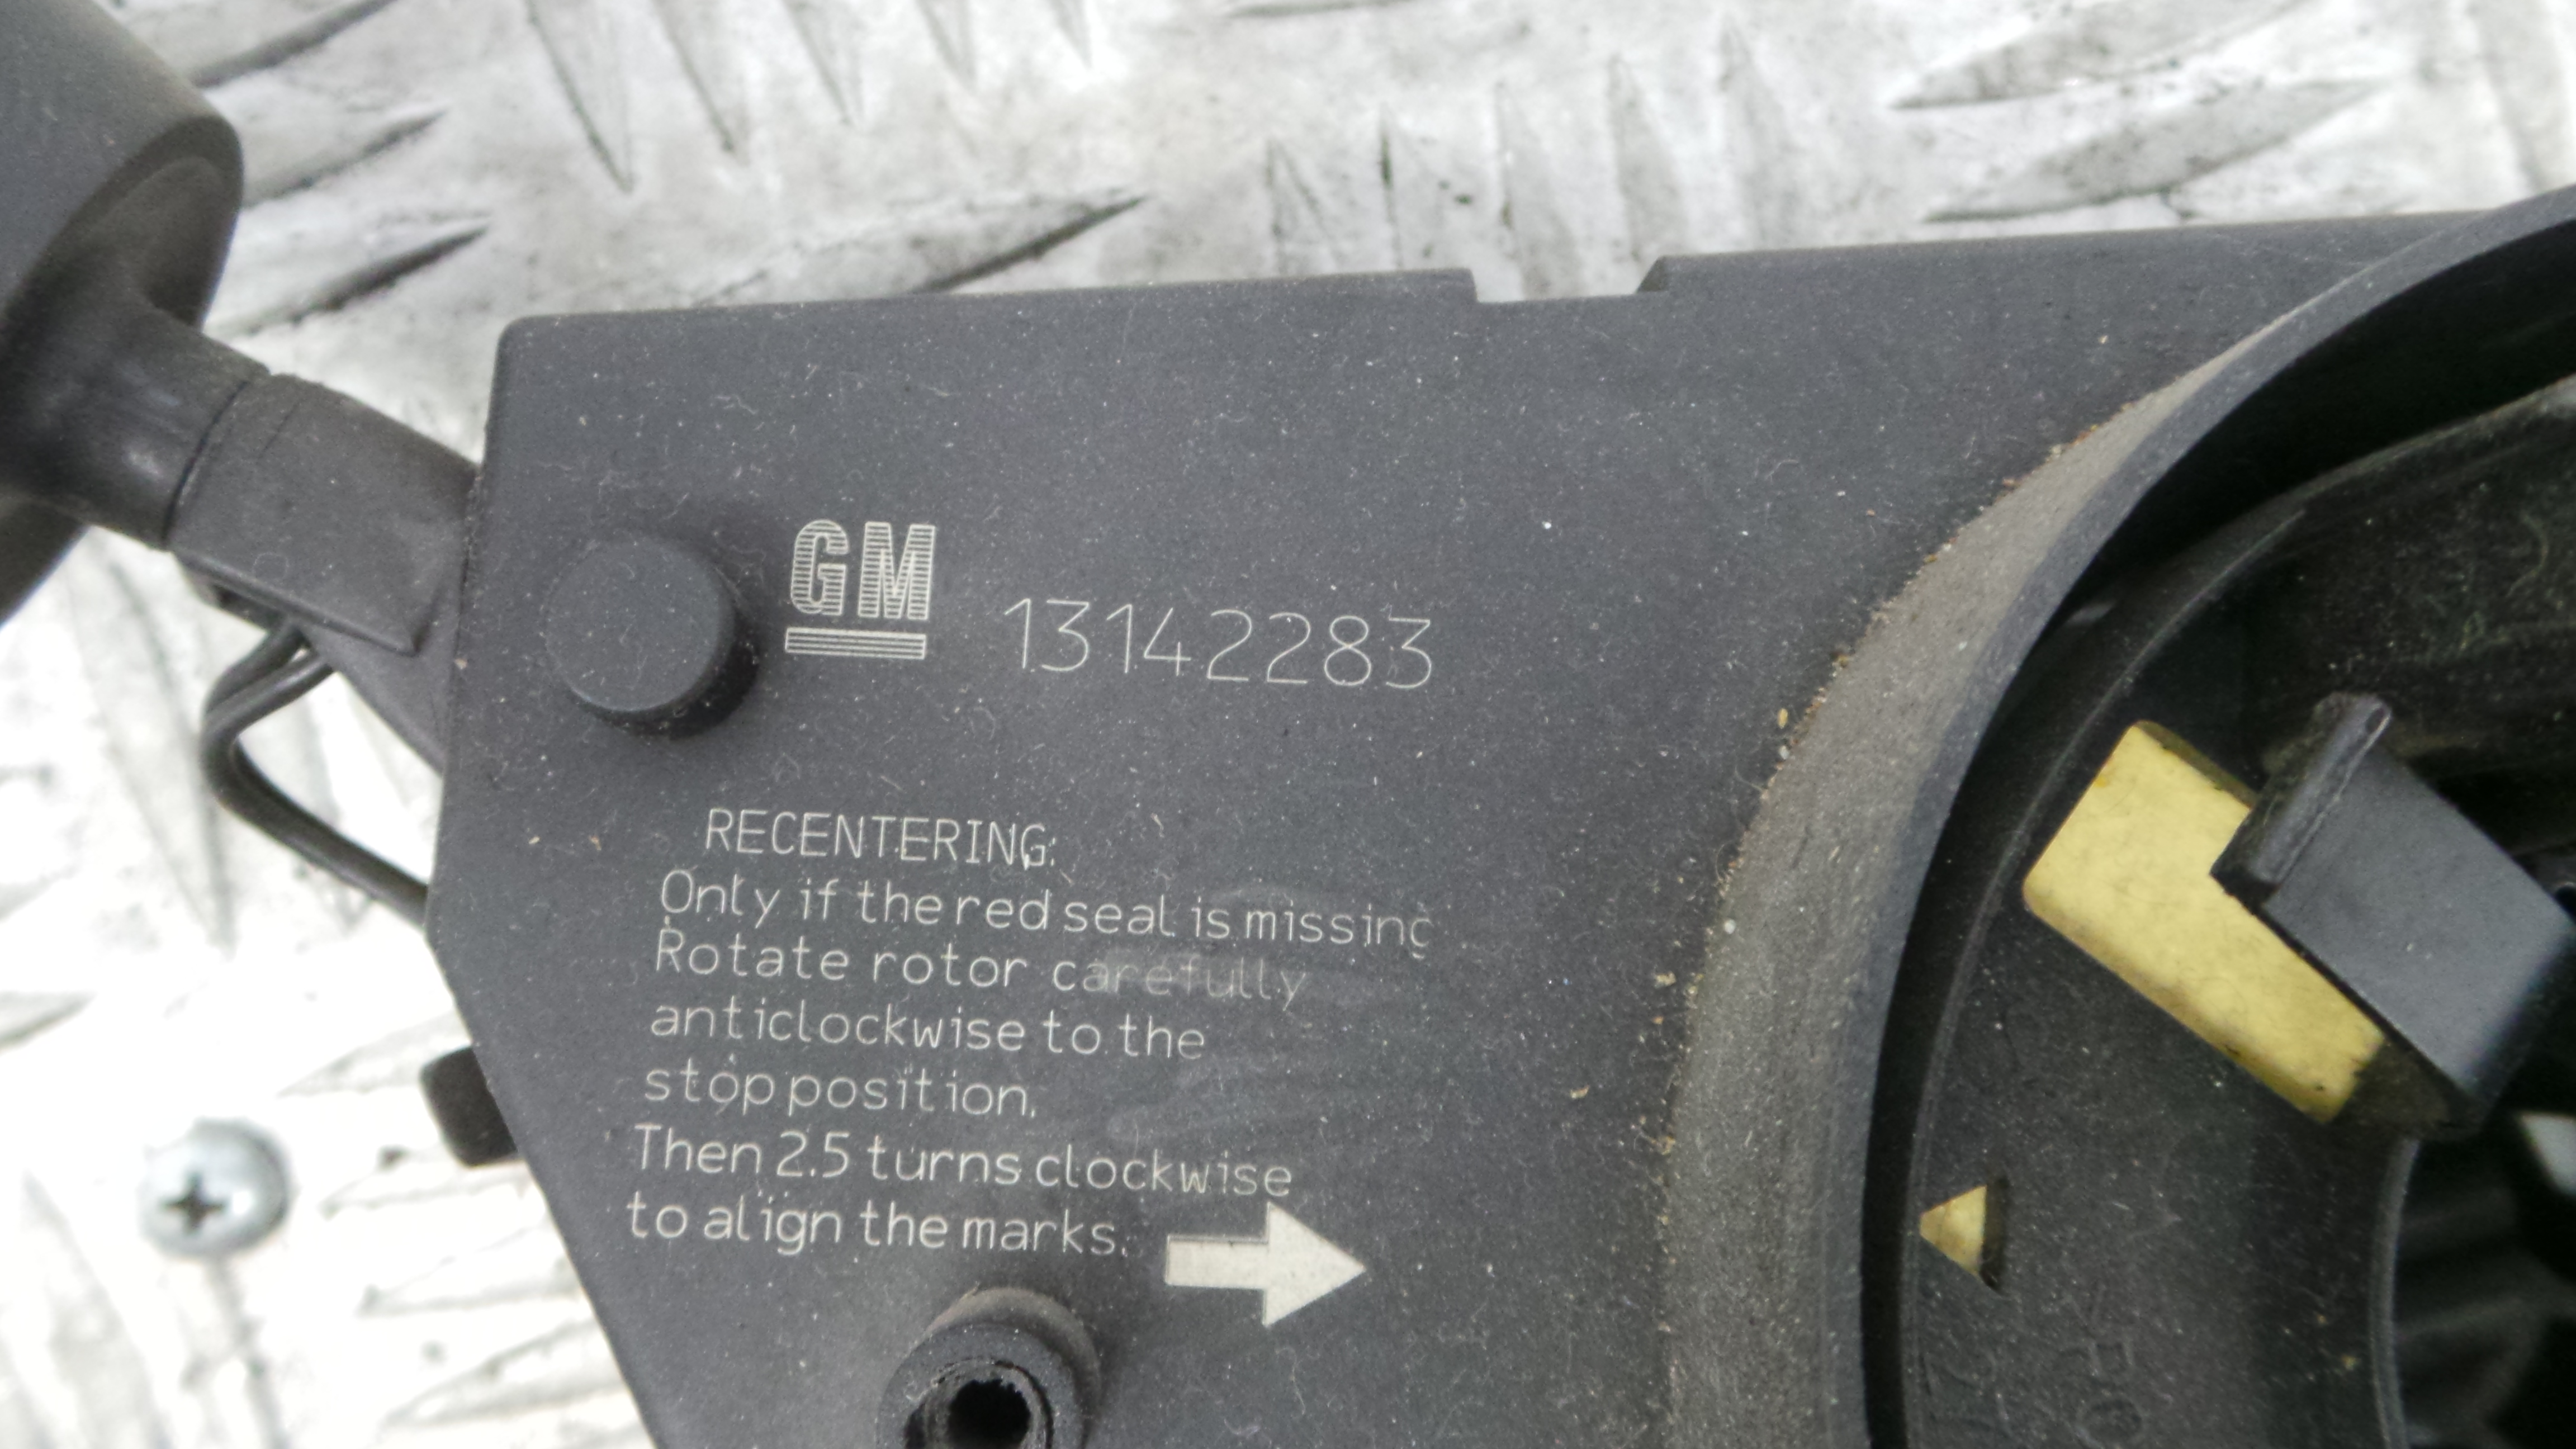 GM
13142283
RECENTERING:
Only if the red seal is missing
Rotate rotor carefully
anticlockwise to the
stop position.
Then 2.5 turns clockwise
to align the marks.